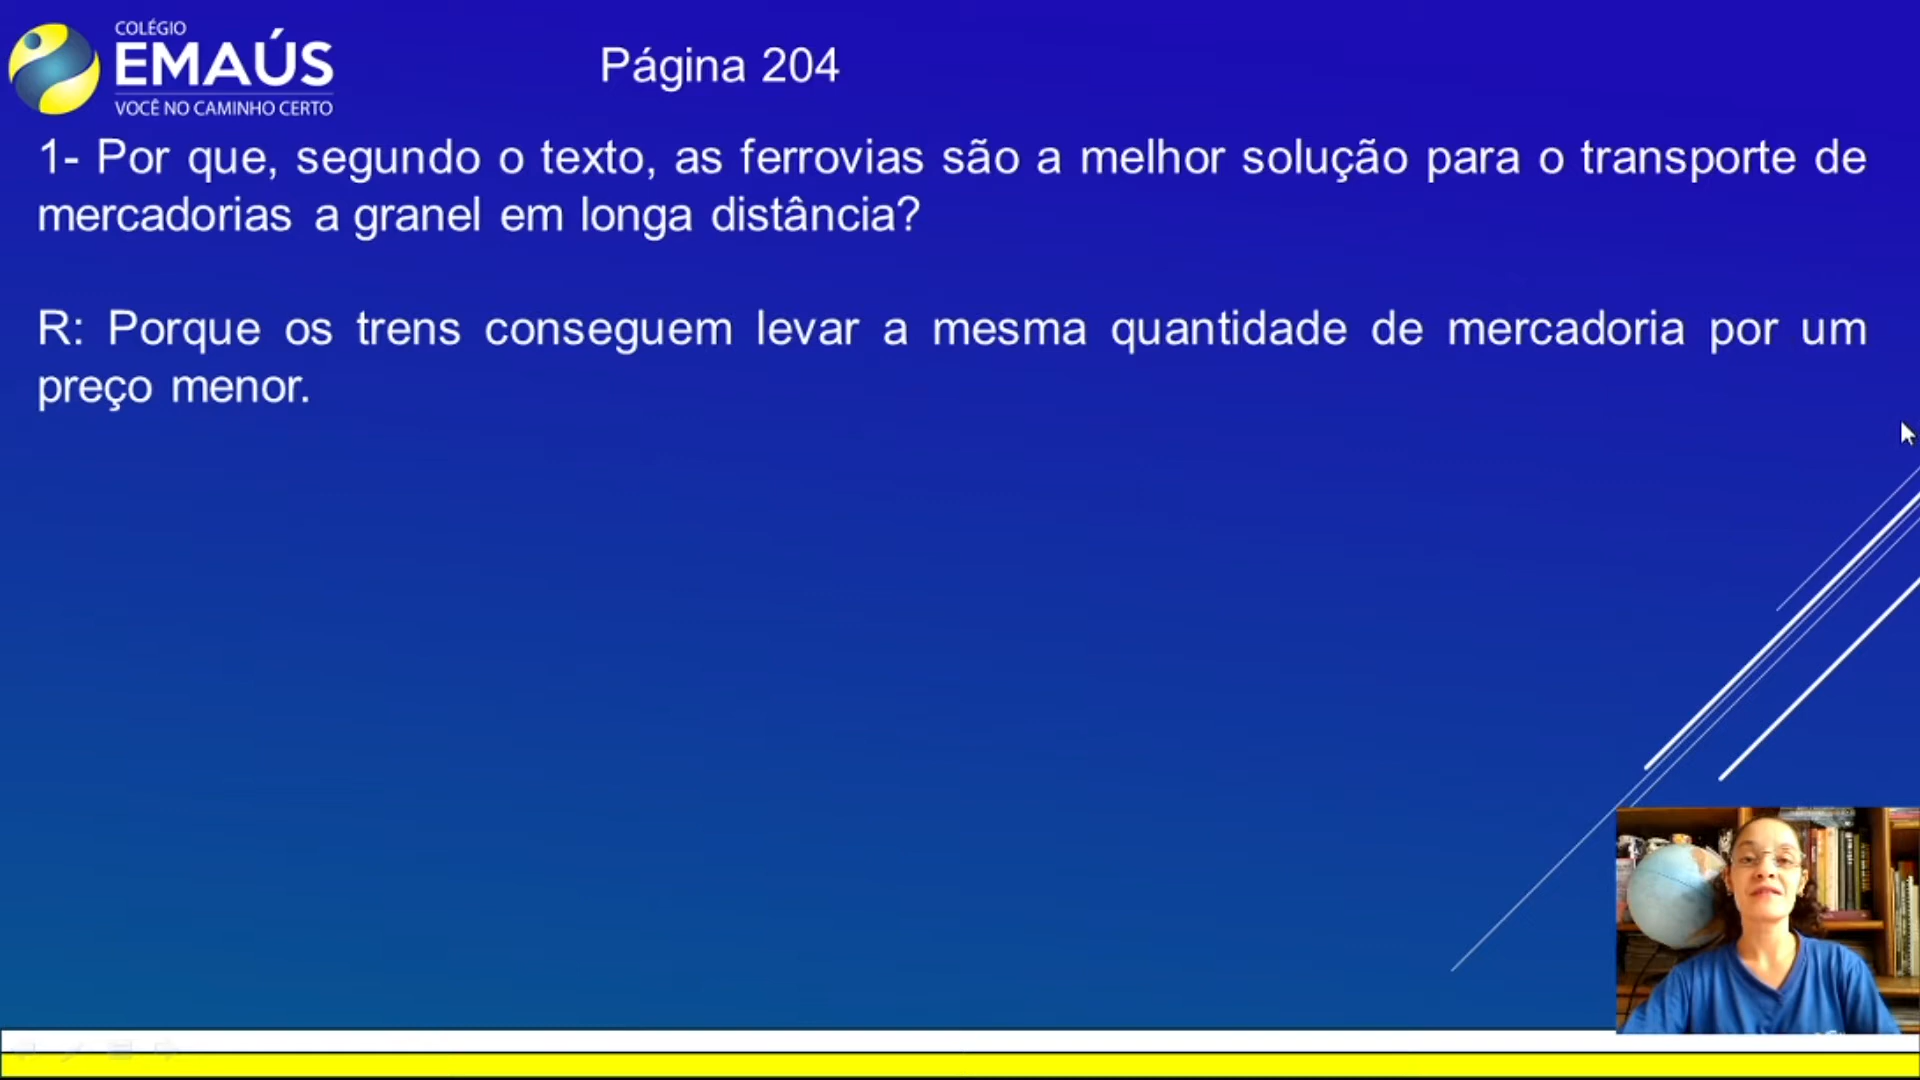 COLÉGIO
EMAÚS
VOCÊ NO CAMINHO CERTO
Página 204
1- Por que, segundo o texto, as ferrovias são a melhor solução para o transporte de
mercadorias a granel em longa distância?
R: Porque os trens conseguem levar a mesma quantidade de mercadoria por um
preço menor.